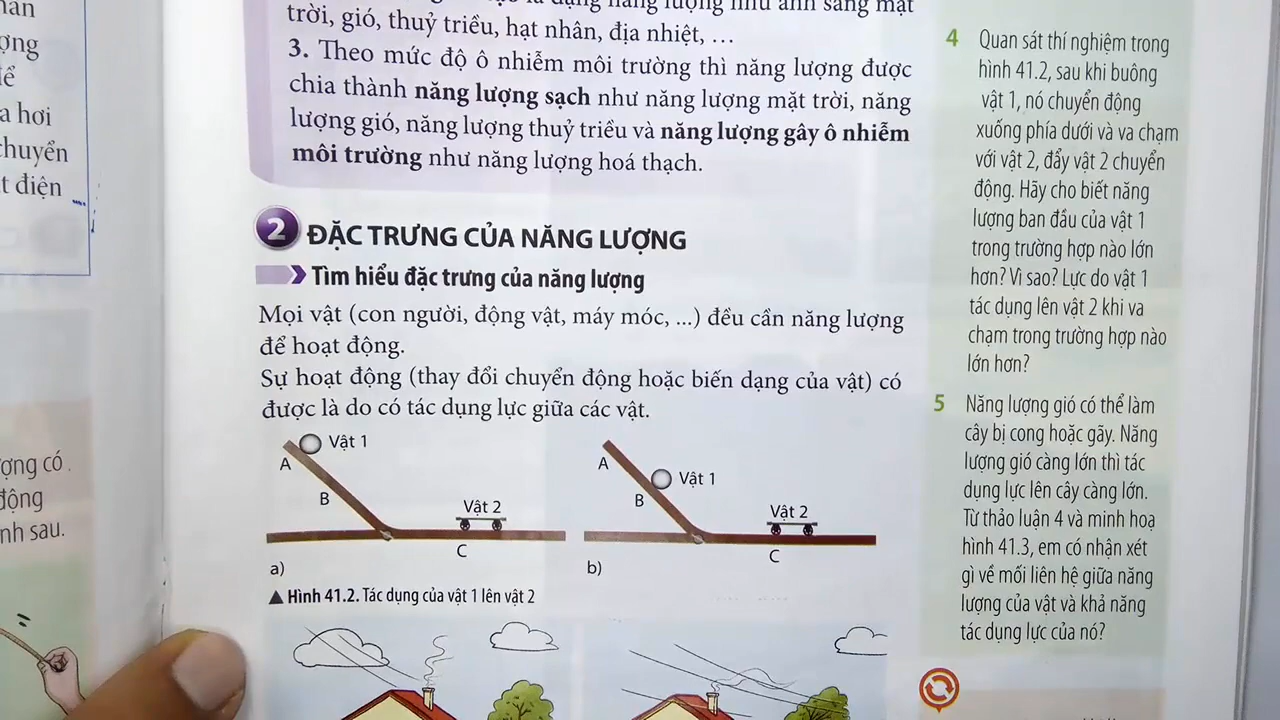 ượng
ể
a hơi
chuyển
t điện
ợng có
động
nh sau.
trời, gió, thuỷ triều, hạt nhân, địa nhiệt, …
3. Theo mức độ ô nhiễm môi trường thì năng lượng được
chia thành năng lượng sạch như năng lượng mặt trời, năng
lượng gió, năng lượng thuỷ triều và năng lượng gây ô nhiễm
môi trường như năng lượng hoá thạch.
2 ĐẶC TRƯNG CỦA NĂNG LƯỢNG
Tìm hiểu đặc trưng của năng lượng
Mọi vật (con người, động vật, máy móc, ...) đều cần năng lượng
để hoạt động.
Sự hoạt động (thay đổi chuyển động hoặc biến dạng của vật) có
được là do có tác dụng lực giữa các vật.
Vật 1
A
B
Vật 2
C
a)
Vật 1
A
B
Vật 2
C
b)
▲ Hình 41.2. Tác dụng của vật 1 lên vật 2
4 Quan sát thí nghiệm trong
hình 41.2, sau khi buông
vật 1, nó chuyển động
xuống phía dưới và va chạm
với vật 2, đẩy vật 2 chuyển
động. Hãy cho biết năng
lượng ban đầu của vật 1
trong trường hợp nào lớn
hơn? Vì sao? Lực do vật 1
tác dụng lên vật 2 khi va
chạm trong trường hợp nào
lớn hơn?
5 Năng lượng gió có thể làm
cây bị cong hoặc gãy. Năng
lượng gió càng lớn thì tác
dụng lực lên cây càng lớn.
Từ thảo luận 4 và minh hoạ
hình 41.3, em có nhận xét
gì về mối liên hệ giữa năng
lượng của vật và khả năng
tác dụng lực của nó?